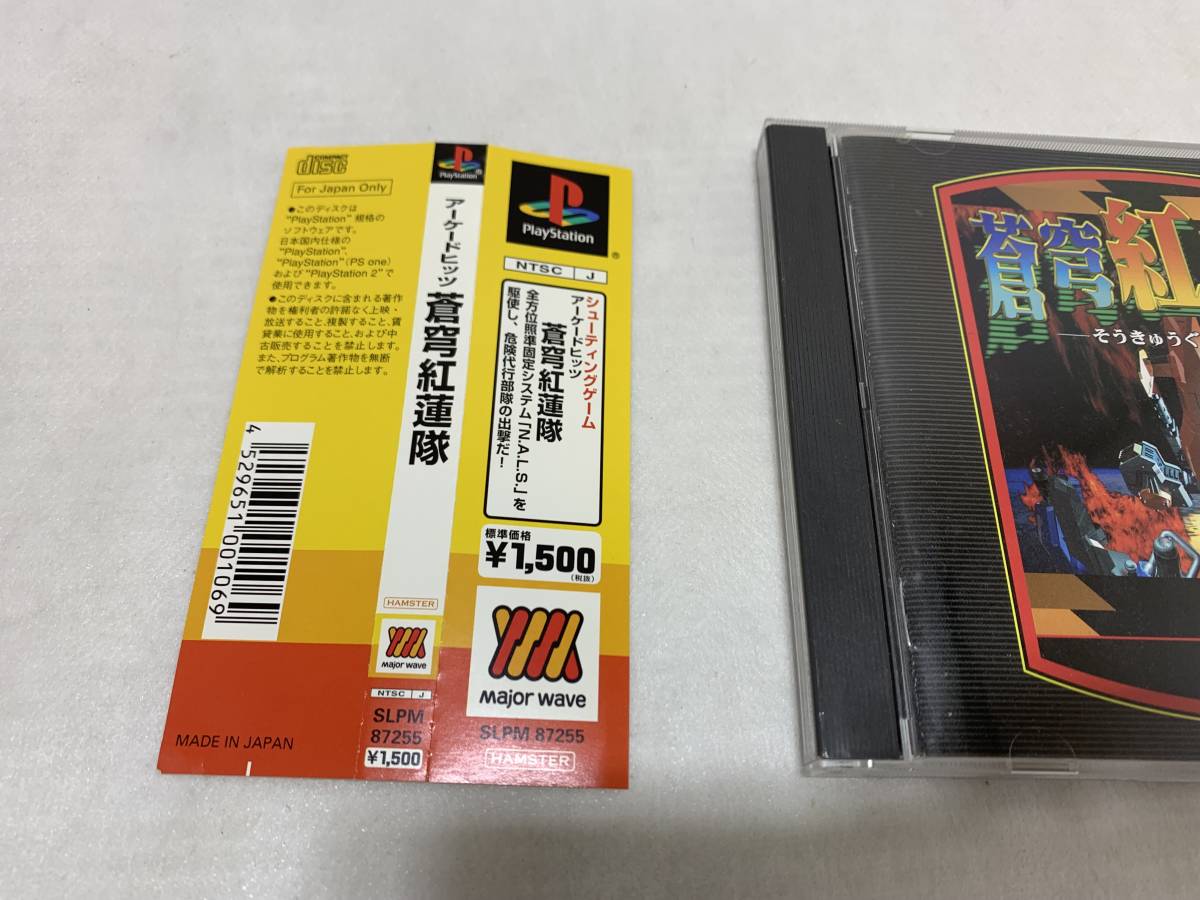 COMPACT
disc
For Japan Only
●このディスクは
"PlayStation" 規格の
ソフトウェアです。
日本国内仕様の
"PlayStation"、
"PlayStation" (PS one)
および "PlayStation 2" で
使用できます。
●このディスクに含まれる著作
物を権利者の許諾なく上映・
放送すること、複製すること、賃
貸業に使用すること、および中
古販売することを禁止します。
また、プログラム著作物を無断
で解析することを禁止します。
4 529651 001069
MADE IN JAPAN
PlayStation
アーケードヒッツ 蒼穹紅蓮隊
HAMSTER
major wave
NTSC J
SLPM
87255
¥1,500
PlayStation
NTSC J
シューティングゲーム
アーケードヒッツ
蒼穹紅蓮隊
全方位照準固定システム「N.A.L.S.」を
駆使し、危険代行部隊の出撃だ!
標準価格
¥1,500
(税抜)
major wave
SLPM 87255
HAMSTER
蒼穹紅
そうきゅうぐ